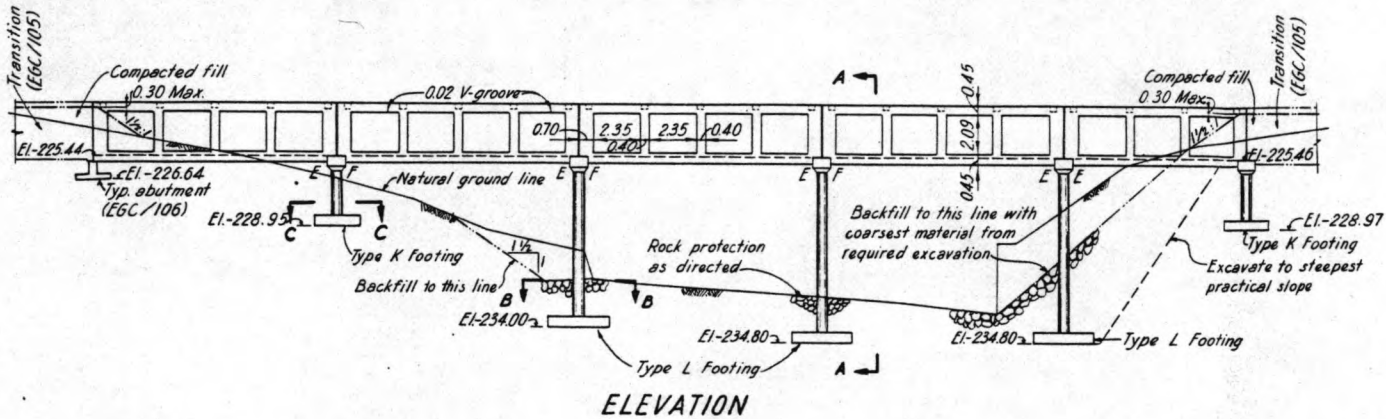 Transition
(EGC/105)
Compacted fill
0.30 Max.
1½:1
El.-225.44
El.-226.64
Typ. abutment
(EGC/106)
0.02 V-groove
E F
Natural ground line
El.-228.95
C C
Type K Footing
1½
1
Backfill to this line
0.70 2.35 2.35 0.40
0.40
E F
B B
El.-234.00
Rock protection
as directed
Type L Footing
A
E F
El.-234.80
A
0.45
2.09
0.45
E E
Backfill to this line with
coarsest material from
required excavation
El.-234.80
Type L Footing
Compacted fill
0.30 Max.
1½:1
Transition
(EGC/105)
El.-225.46
El.-228.97
Type K Footing
Excavate to steepest
practical slope
ELEVATION